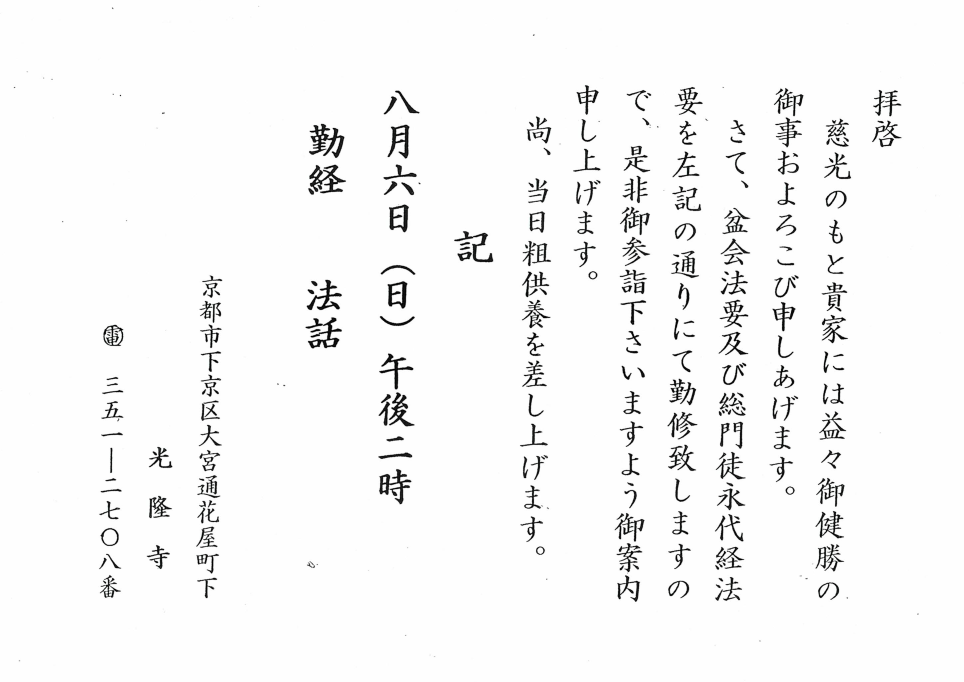 拝啓
慈光のもと貴家には益々御健勝の
御事およろこび申しあげます。
さて、盆会法要及び総門徒永代経法
要を左記の通りにて勤修致しますの
で、是非御参詣下さいますよう御案内
申し上げます。
尚、当日粗供養を差し上げます。
記
八月六日（日）午後二時
勤経　法話
京都市下京区大宮通花屋町下
光隆寺
㊢ 三五一―二七〇八番